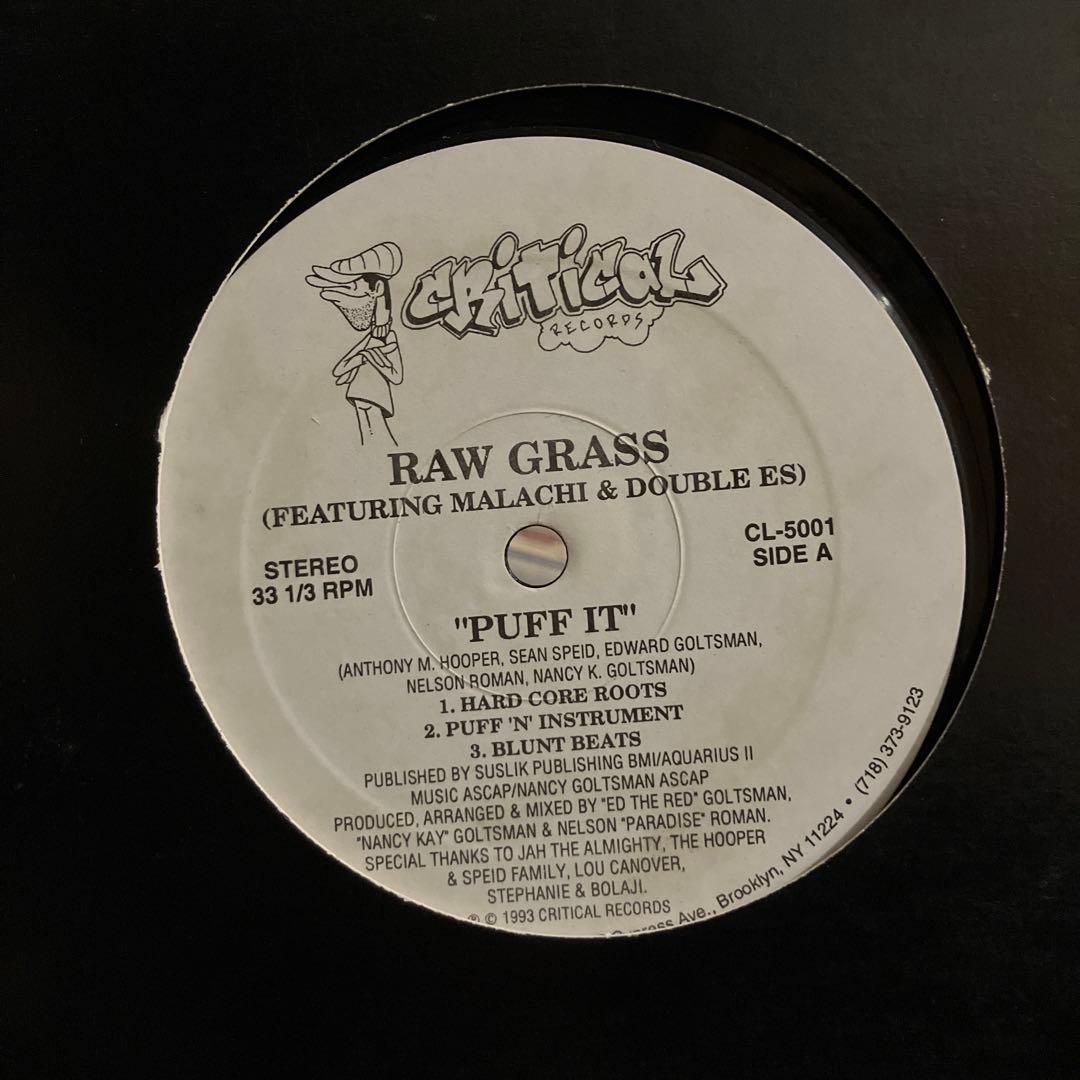 CRITICAL
RECORDS
RAW GRASS
(FEATURING MALACHI & DOUBLE ES)
STEREO
33 1/3 RPM
CL-5001
SIDE A
"PUFF IT"
(ANTHONY M. HOOPER, SEAN SPEID, EDWARD GOLTSMAN,
NELSON ROMAN, NANCY K. GOLTSMAN)
1. HARD CORE ROOTS
2. PUFF 'N' INSTRUMENT
3. BLUNT BEATS
PUBLISHED BY SUSLIK PUBLISHING BMI/AQUARIUS II
MUSIC ASCAP/NANCY GOLTSMAN ASCAP
PRODUCED, ARRANGED & MIXED BY "ED THE RED" GOLTSMAN,
"NANCY KAY" GOLTSMAN & NELSON "PARADISE" ROMAN.
SPECIAL THANKS TO JAH THE ALMIGHTY, THE HOOPER
& SPEID FAMILY, LOU CANOVER,
STEPHANIE & BOLAJI.
℗ © 1993 CRITICAL RECORDS
Ave., Brooklyn, NY 11224 • (718) 373-9123